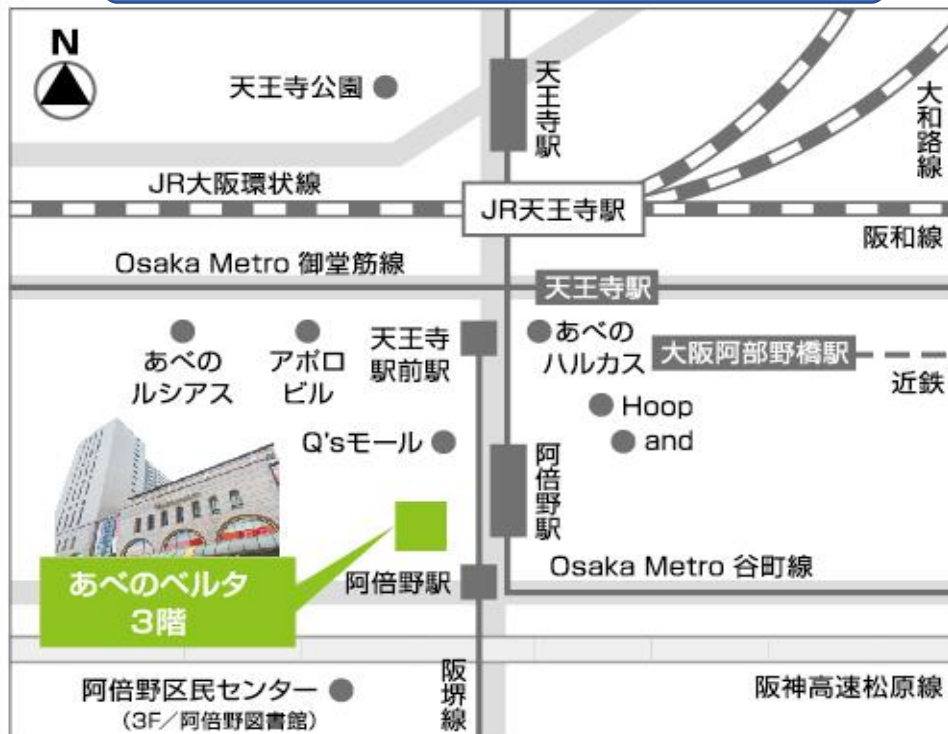 N
天王寺公園
天王寺駅
大和路線
JR大阪環状線
JR天王寺駅
阪和線
Osaka Metro 御堂筋線
天王寺駅
あべの
ルシアス
アポロ
ビル
天王寺
駅前駅
あべの
ハルカス
大阪阿部野橋駅
近鉄
Hoop
and
Q'sモール
阿倍野駅
あべのベルタ
3階
阿倍野駅
Osaka Metro 谷町線
阪堺線
阪神高速松原線
阿倍野区民センター
(3F/阿倍野図書館)